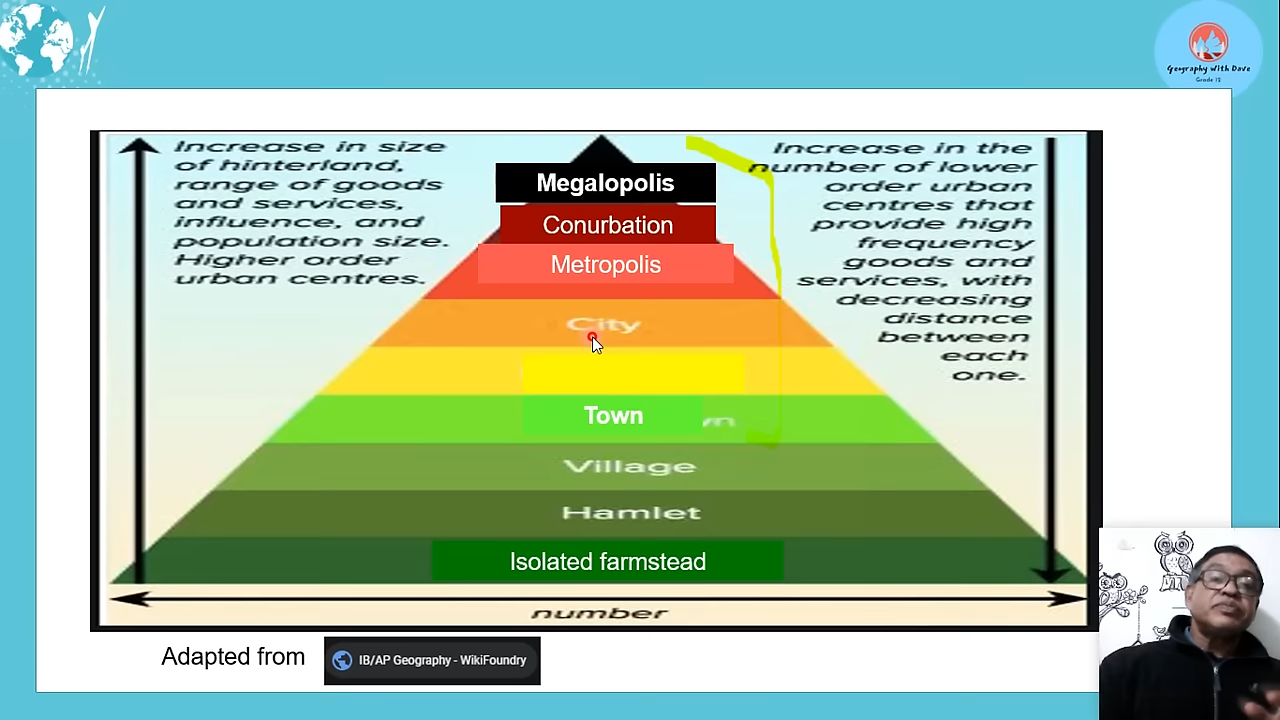 Geography With Dave
Grade 12
Increase in size
of hinterland,
range of goods
and services,
influence, and
population size.
Higher order
urban centres.
Megalopolis
Conurbation
Metropolis
City
Town
wn
Village
Hamlet
Isolated farmstead
Increase in the
number of lower
order urban
centres that
provide high
frequency
goods and
services, with
decreasing
distance
between
each
one.
number
Adapted from
IB/AP Geography - WikiFoundry